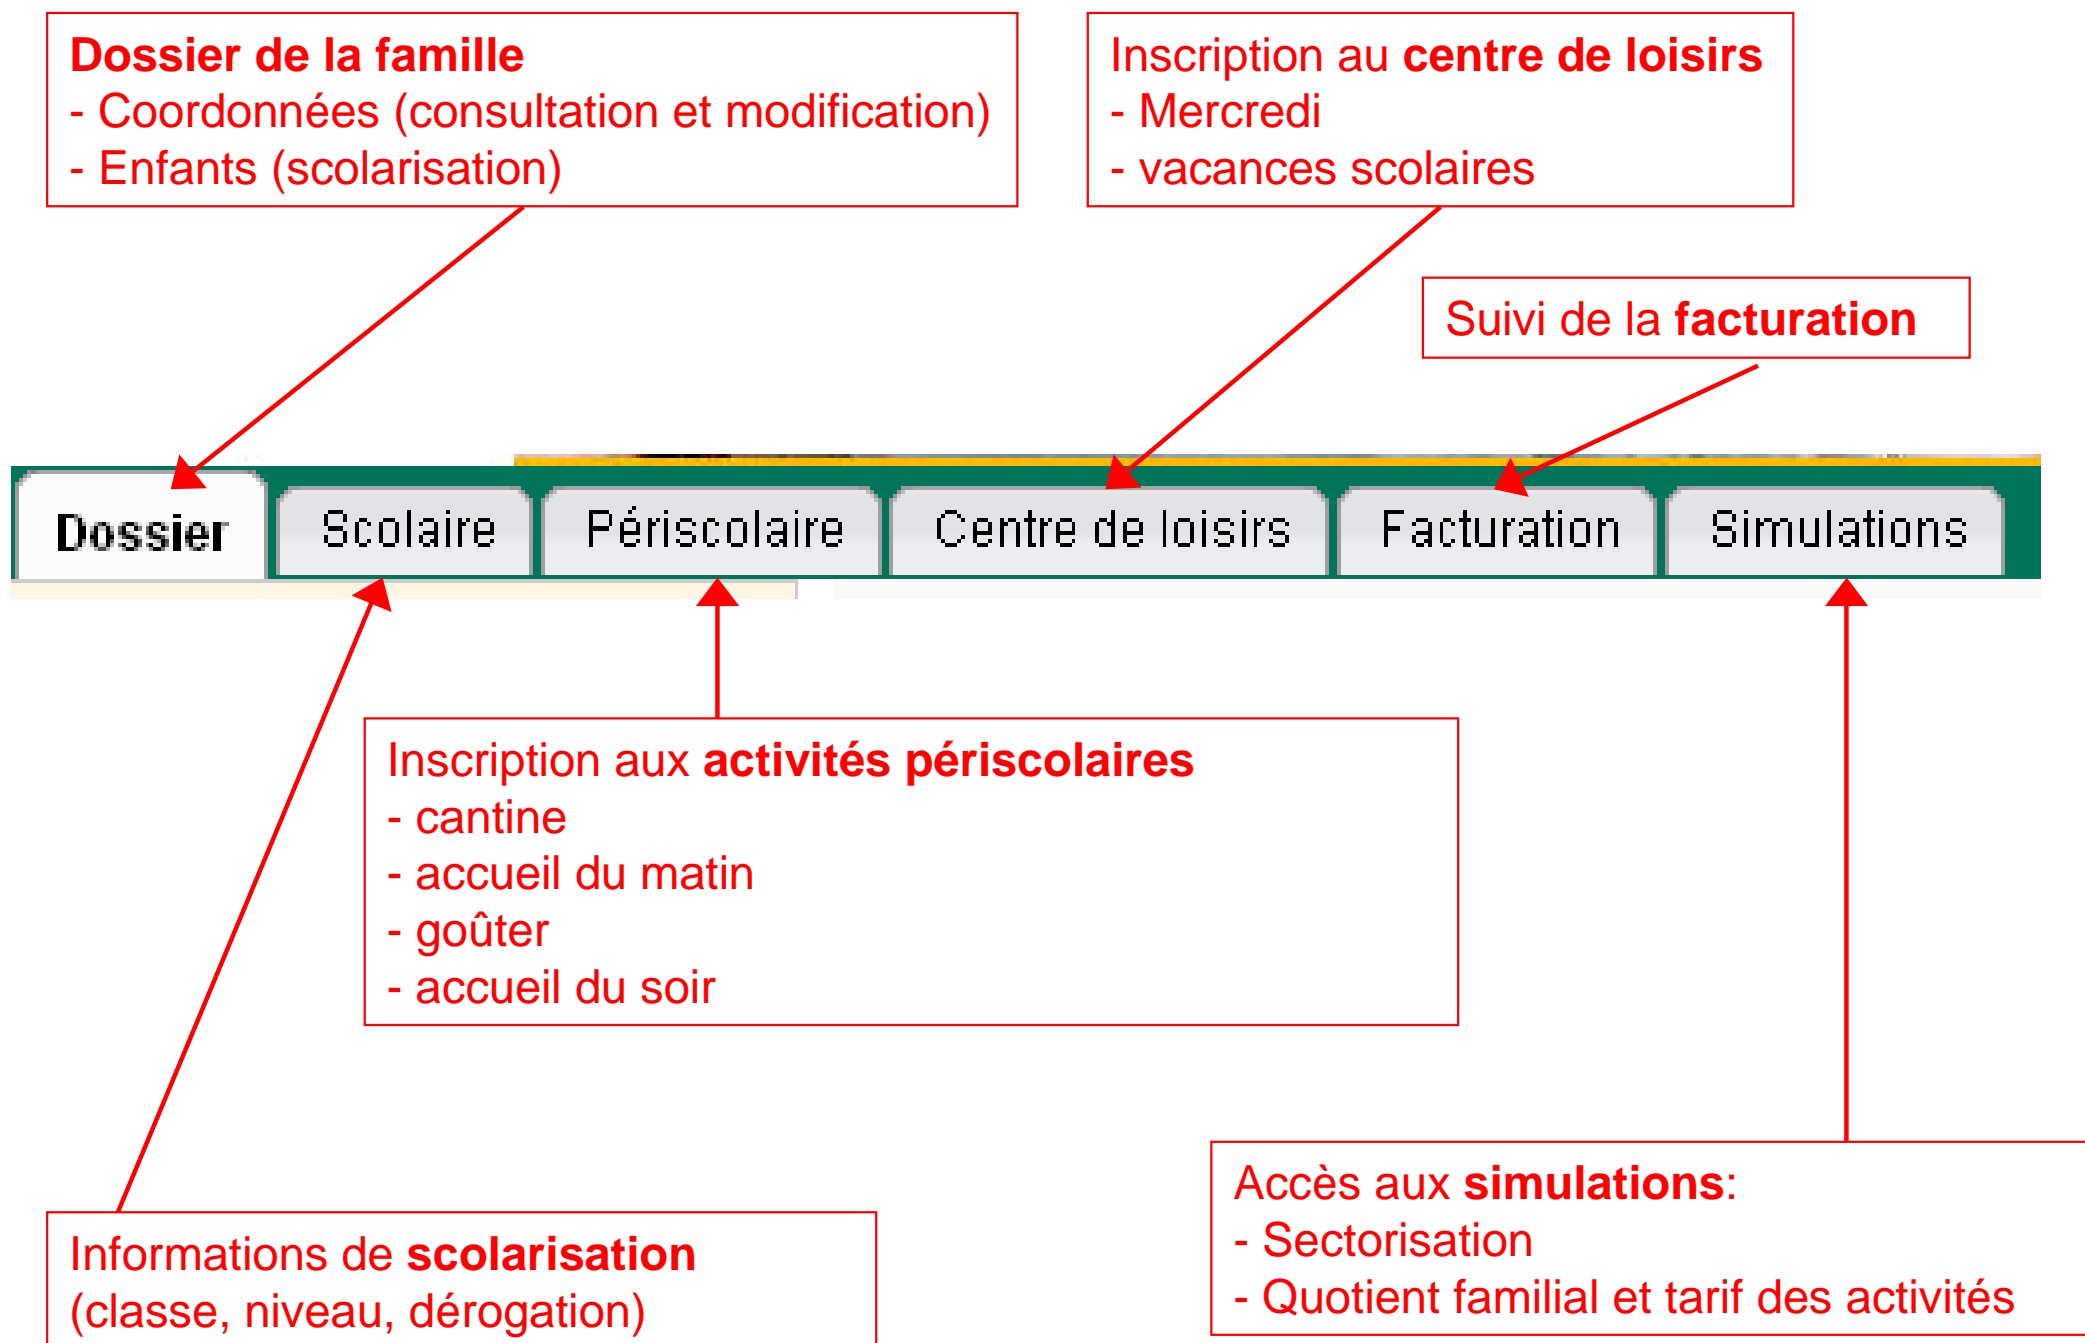 Dossier de la famille
- Coordonnées (consultation et modification)
- Enfants (scolarisation)
Inscription au centre de loisirs
- Mercredi
- vacances scolaires
Suivi de la facturation
Dossier
Scolaire
Périscolaire
Centre de loisirs
Facturation
Simulations
Inscription aux activités périscolaires
- cantine
- accueil du matin
- goûter
- accueil du soir
Informations de scolarisation
(classe, niveau, dérogation)
Accès aux simulations:
- Sectorisation
- Quotient familial et tarif des activités